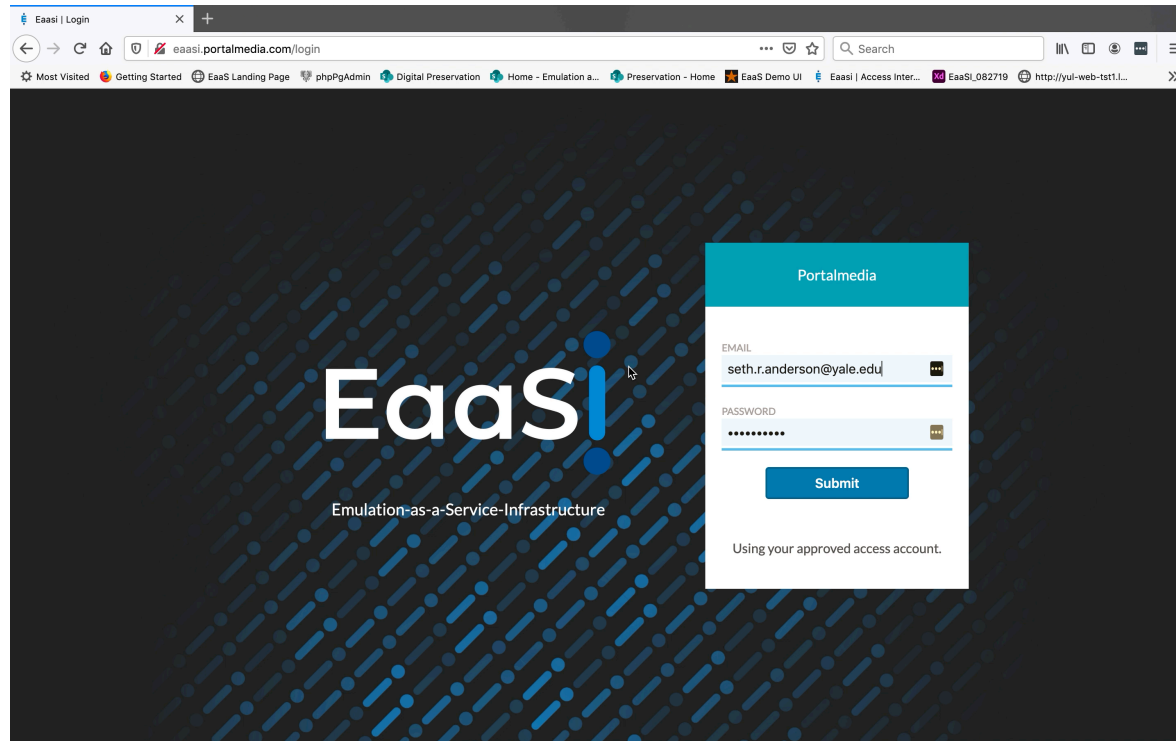 Eaasi | Login
eaasi.portalmedia.com/login
Search
Most Visited Getting Started EaaS Landing Page phpPgAdmin Digital Preservation Home - Emulation a... Preservation - Home EaaS Demo UI Eaasi | Access Inter... Xd EaaSI_082719 http://yul-web-tst1.l...
EaaSi
Emulation-as-a-Service-Infrastructure
Portalmedia
EMAIL
seth.r.anderson@yale.edu
PASSWORD
••••••••••
Submit
Using your approved access account.